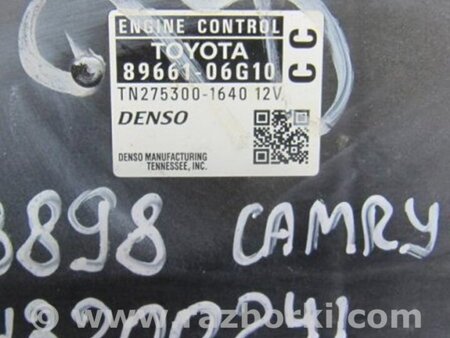 ENGINE CONTROL
TOYOTA
89661-06G10
CC
TN275300-1640 12V
DENSO
DENSO MANUFACTURING
TENNESSEE, INC.
3898 CAMRY
www.razborki.com